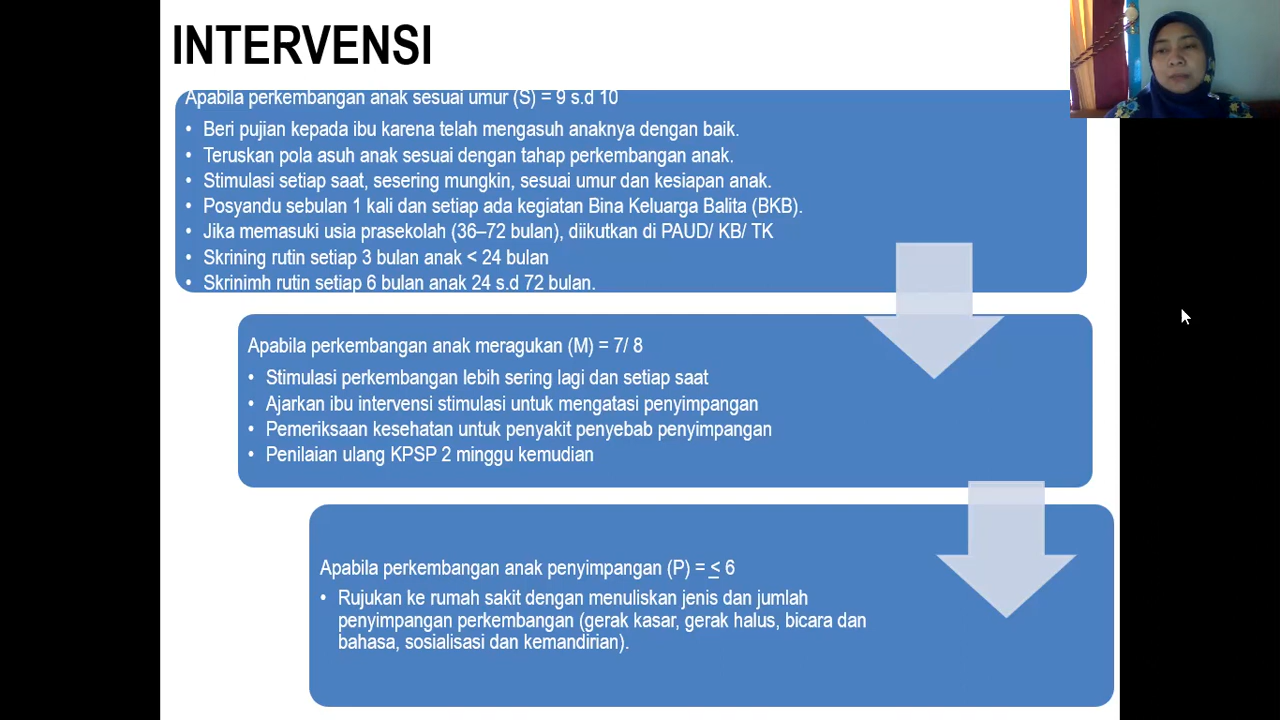 INTERVENSI
Apabila perkembangan anak sesuai umur (S) = 9 s.d 10
• Beri pujian kepada ibu karena telah mengasuh anaknya dengan baik.
• Teruskan pola asuh anak sesuai dengan tahap perkembangan anak.
• Stimulasi setiap saat, sesering mungkin, sesuai umur dan kesiapan anak.
• Posyandu sebulan 1 kali dan setiap ada kegiatan Bina Keluarga Balita (BKB).
• Jika memasuki usia prasekolah (36–72 bulan), diikutkan di PAUD/ KB/ TK
• Skrining rutin setiap 3 bulan anak < 24 bulan
• Skrinimh rutin setiap 6 bulan anak 24 s.d 72 bulan.
Apabila perkembangan anak meragukan (M) = 7/ 8
• Stimulasi perkembangan lebih sering lagi dan setiap saat
• Ajarkan ibu intervensi stimulasi untuk mengatasi penyimpangan
• Pemeriksaan kesehatan untuk penyakit penyebab penyimpangan
• Penilaian ulang KPSP 2 minggu kemudian
Apabila perkembangan anak penyimpangan (P) = < 6
• Rujukan ke rumah sakit dengan menuliskan jenis dan jumlah
penyimpangan perkembangan (gerak kasar, gerak halus, bicara dan
bahasa, sosialisasi dan kemandirian).